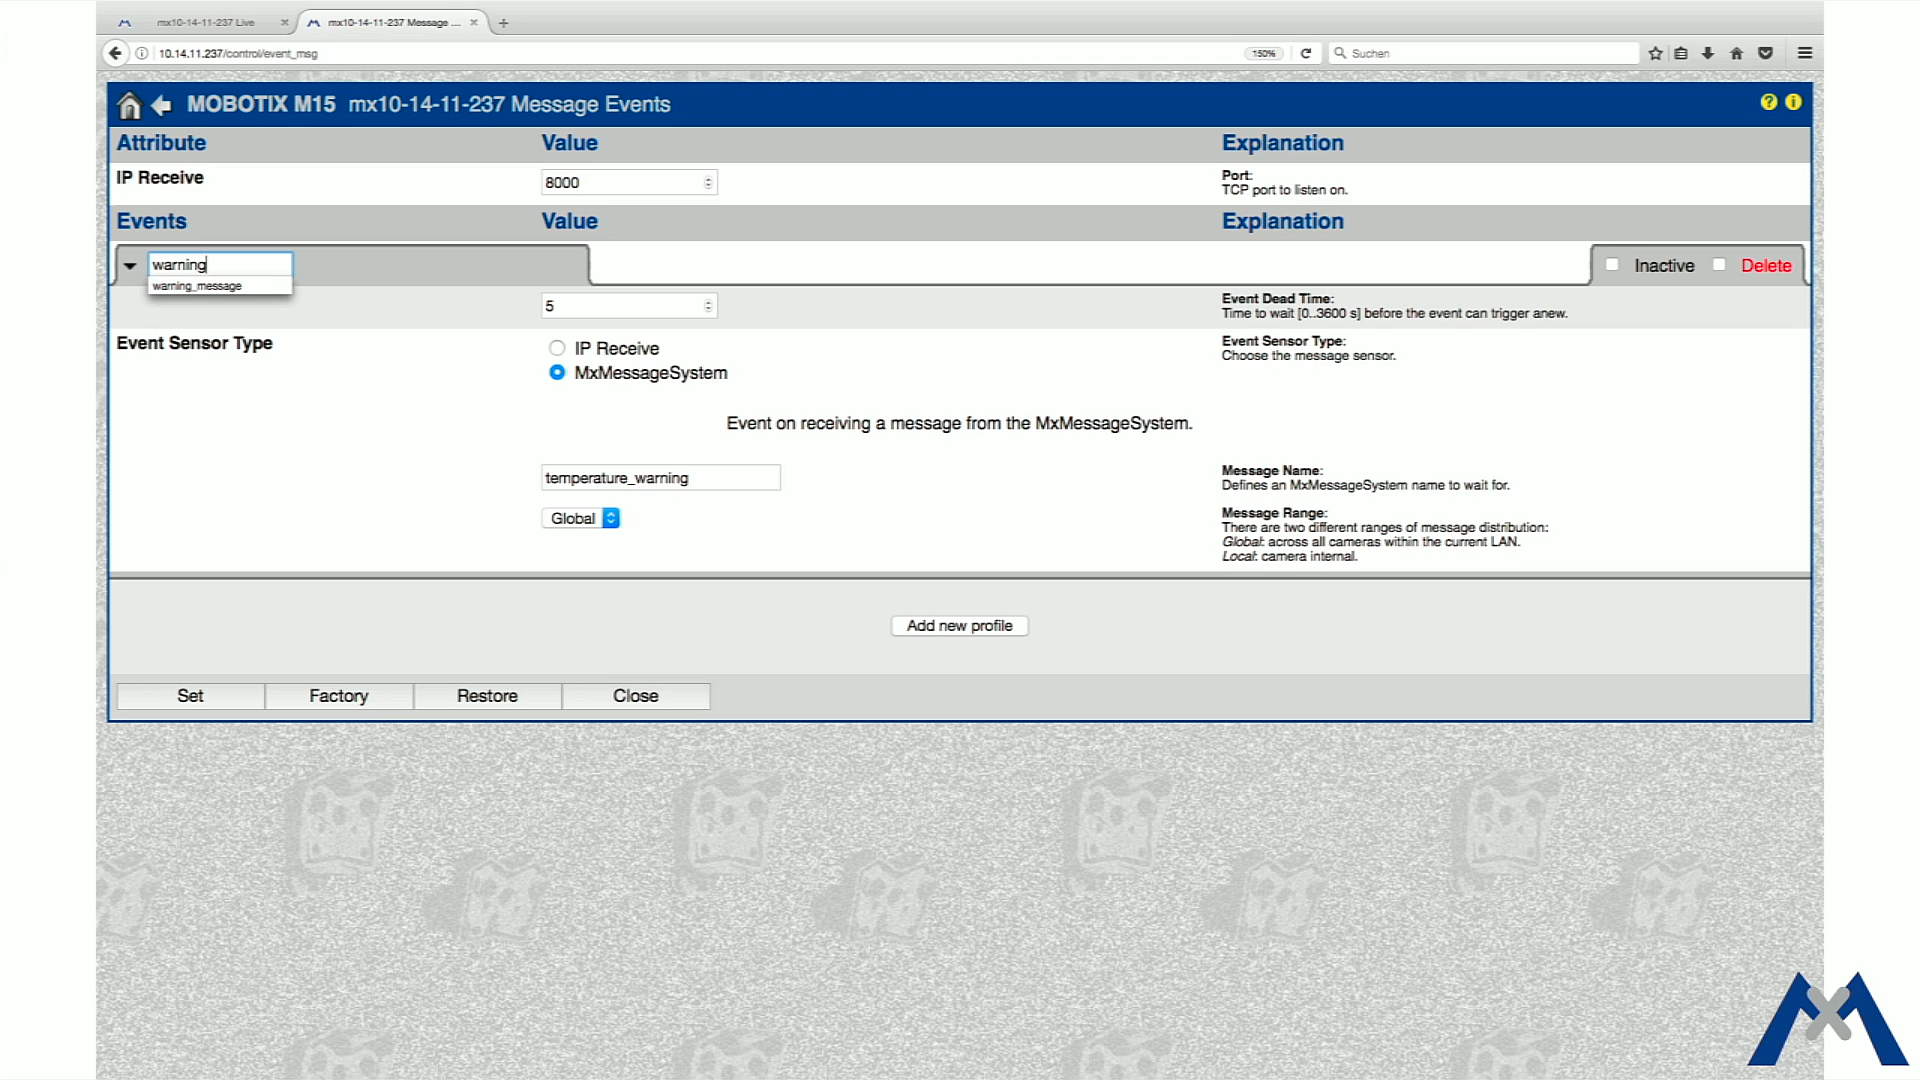 mx10-14-11-237 Live
mx10-14-11-237 Message ...
10.14.11.237/control/event_msg
150%
Suchen
MOBOTIX M15 mx10-14-11-237 Message Events
? i
Attribute Value Explanation
IP Receive 8000 Port:
TCP port to listen on.
Events Value Explanation
warning Inactive Delete
warning_message
5 Event Dead Time:
Time to wait [0..3600 s] before the event can trigger anew.
Event Sensor Type IP Receive Event Sensor Type:
MxMessageSystem Choose the message sensor.
Event on receiving a message from the MxMessageSystem.
temperature_warning Message Name:
Defines an MxMessageSystem name to wait for.
Global Message Range:
There are two different ranges of message distribution:
Global: across all cameras within the current LAN.
Local: camera internal.
Add new profile
Set Factory Restore Close